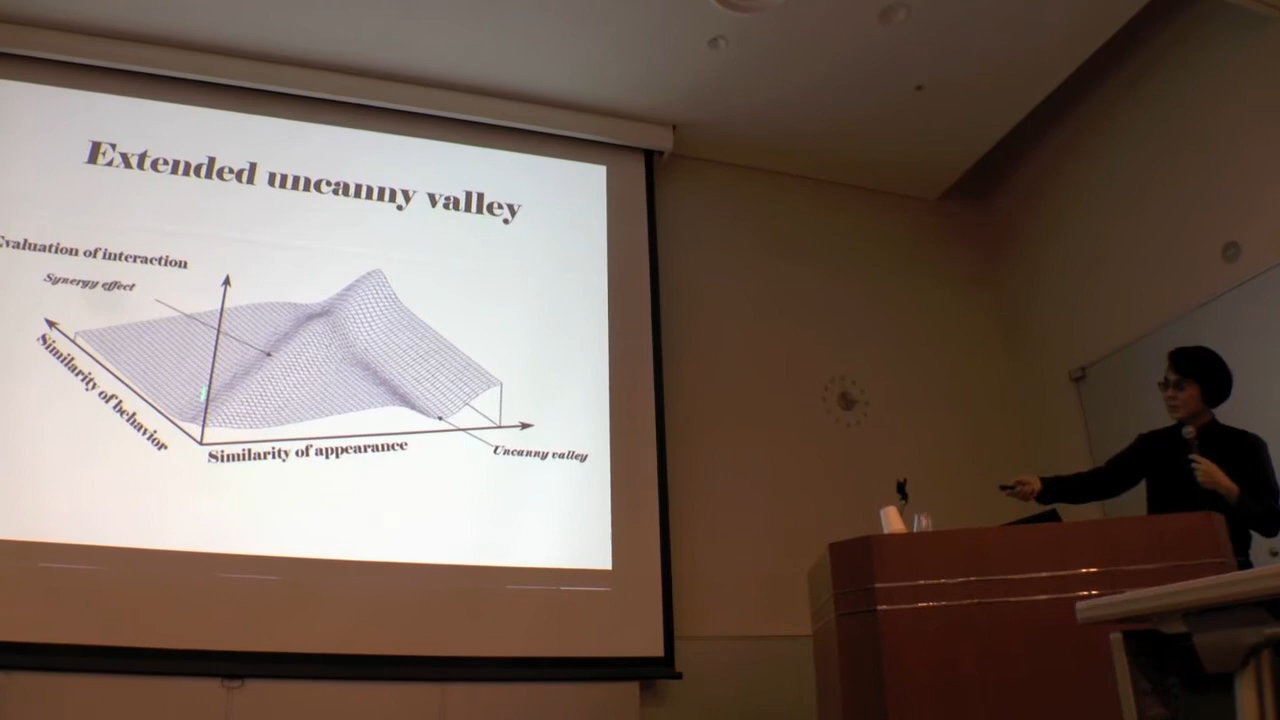 Extended uncanny valley
Evaluation of interaction
Synergy effect
Similarity of behavior
Similarity of appearance
Uncanny valley